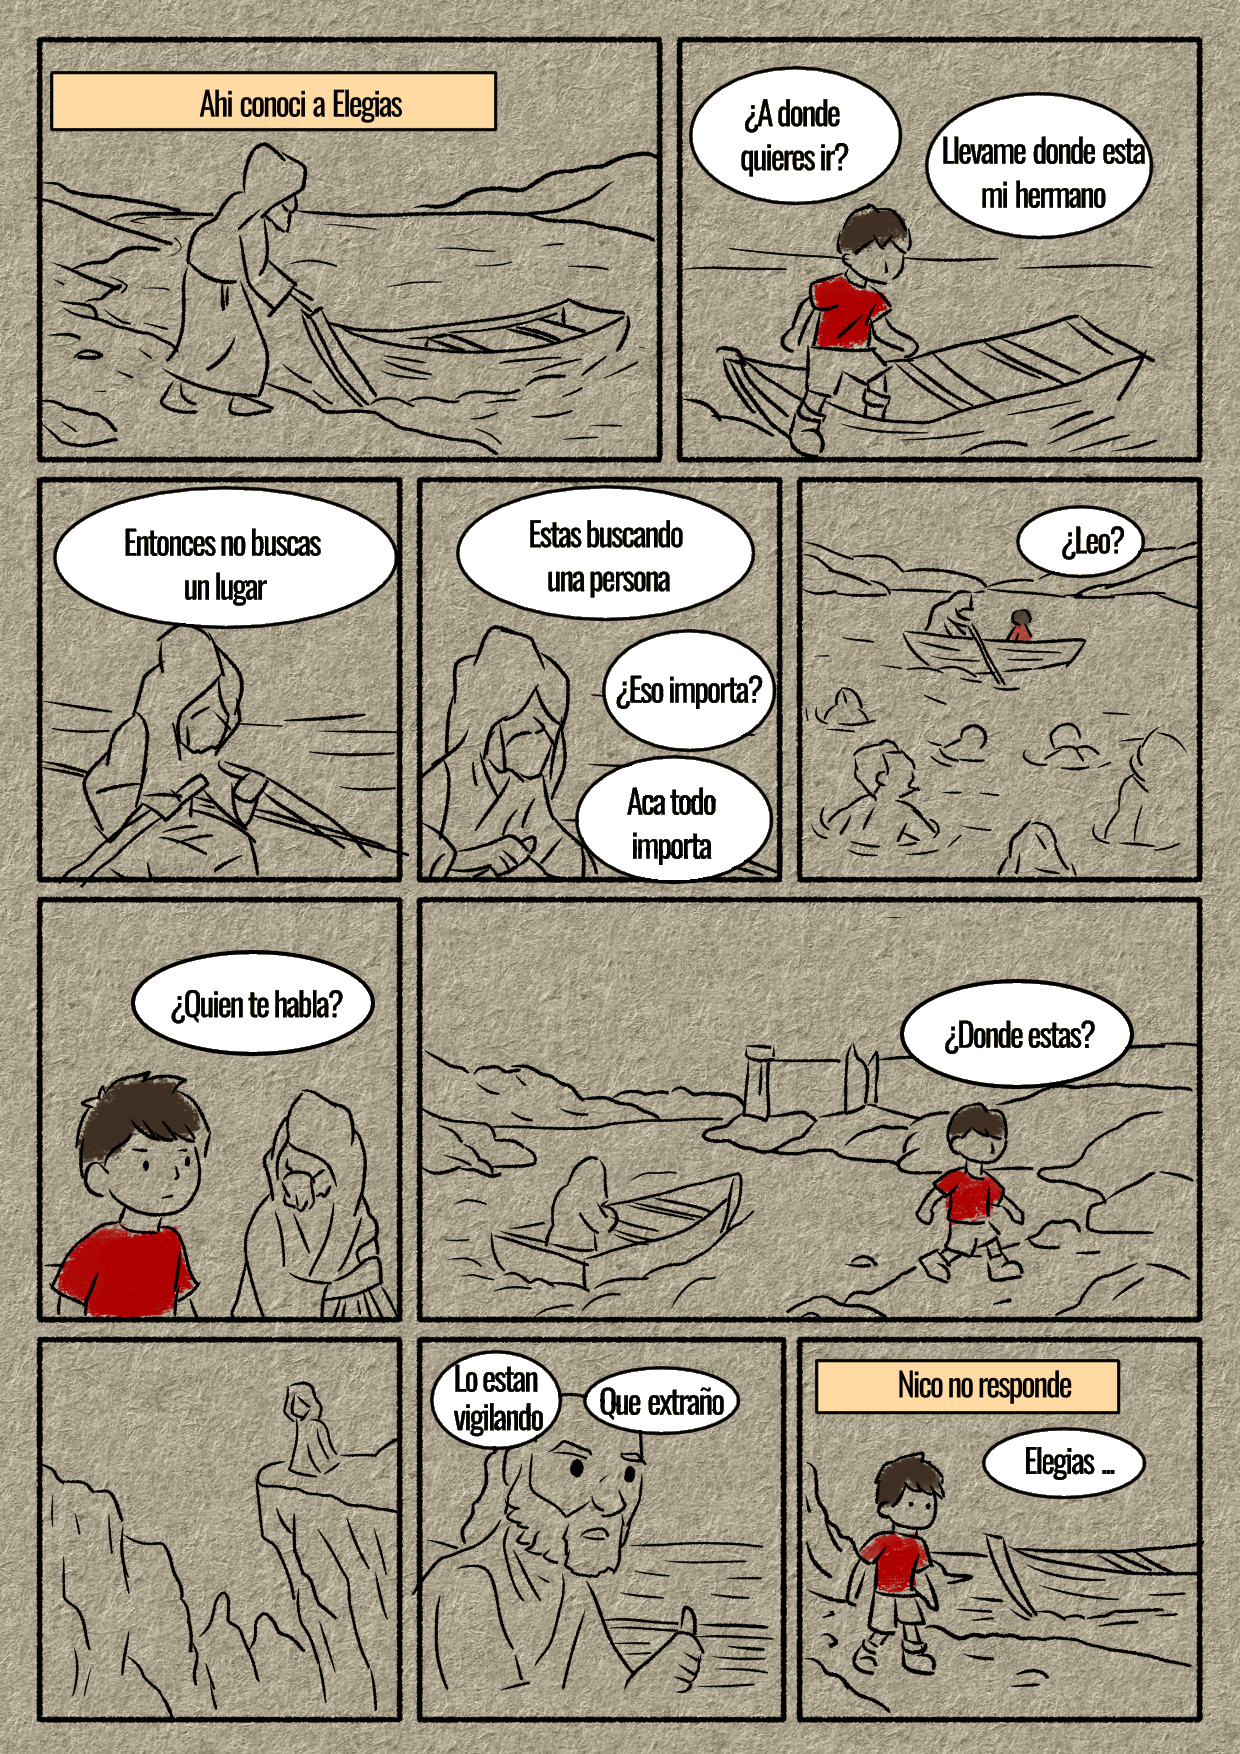 Ahi conoci a Elegias
¿A donde
quieres ir?
Llevame donde esta
mi hermano
Entonces no buscas
un lugar
Estas buscando
una persona
¿Eso importa?
Aca todo
importa
¿Leo?
¿Quien te habla?
¿Donde estas?
Lo estan
vigilando
Que extraño
Nico no responde
Elegias ...